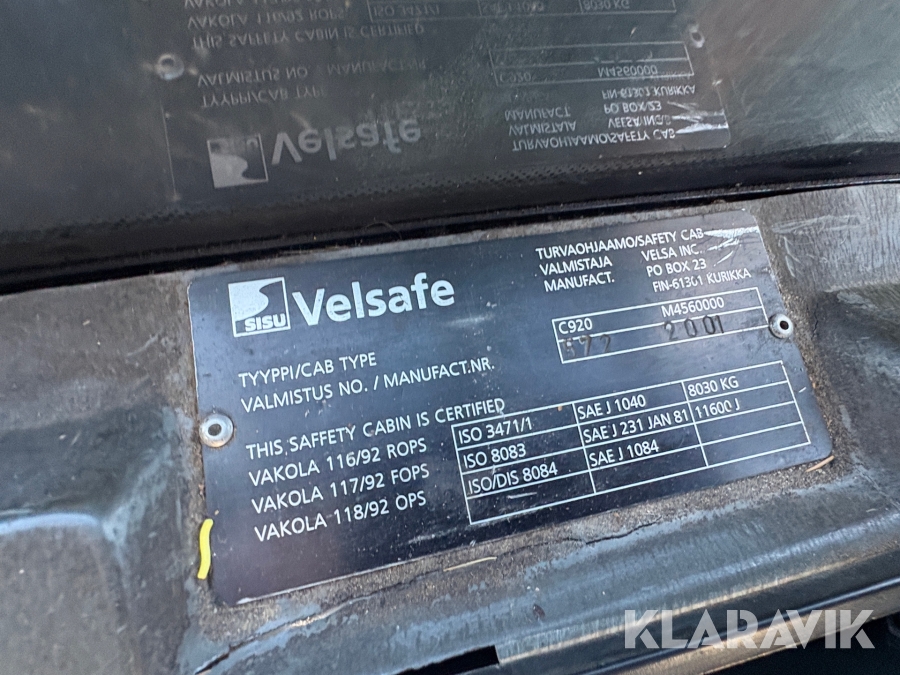 SISU Velsafe
TURVAOHJAAMO/SAFETY CAB
VALMISTAJA VELSA INC.
MANUFACT. PO BOX 23
FIN-61301 KURIKKA
TYYPPI/CAB TYPE C920 M4560000
VALMISTUS NO. / MANUFACT.NR. 2001
THIS SAFFETY CABIN IS CERTIFIED
VAKOLA 116/92 ROPS ISO 3471/1 SAE J 1040 8030 KG
VAKOLA 117/92 FOPS ISO 8083 SAE J 231 JAN 81 11600 J
VAKOLA 118/92 OPS ISO/DIS 8084 SAE J 1084
KLARAVIK